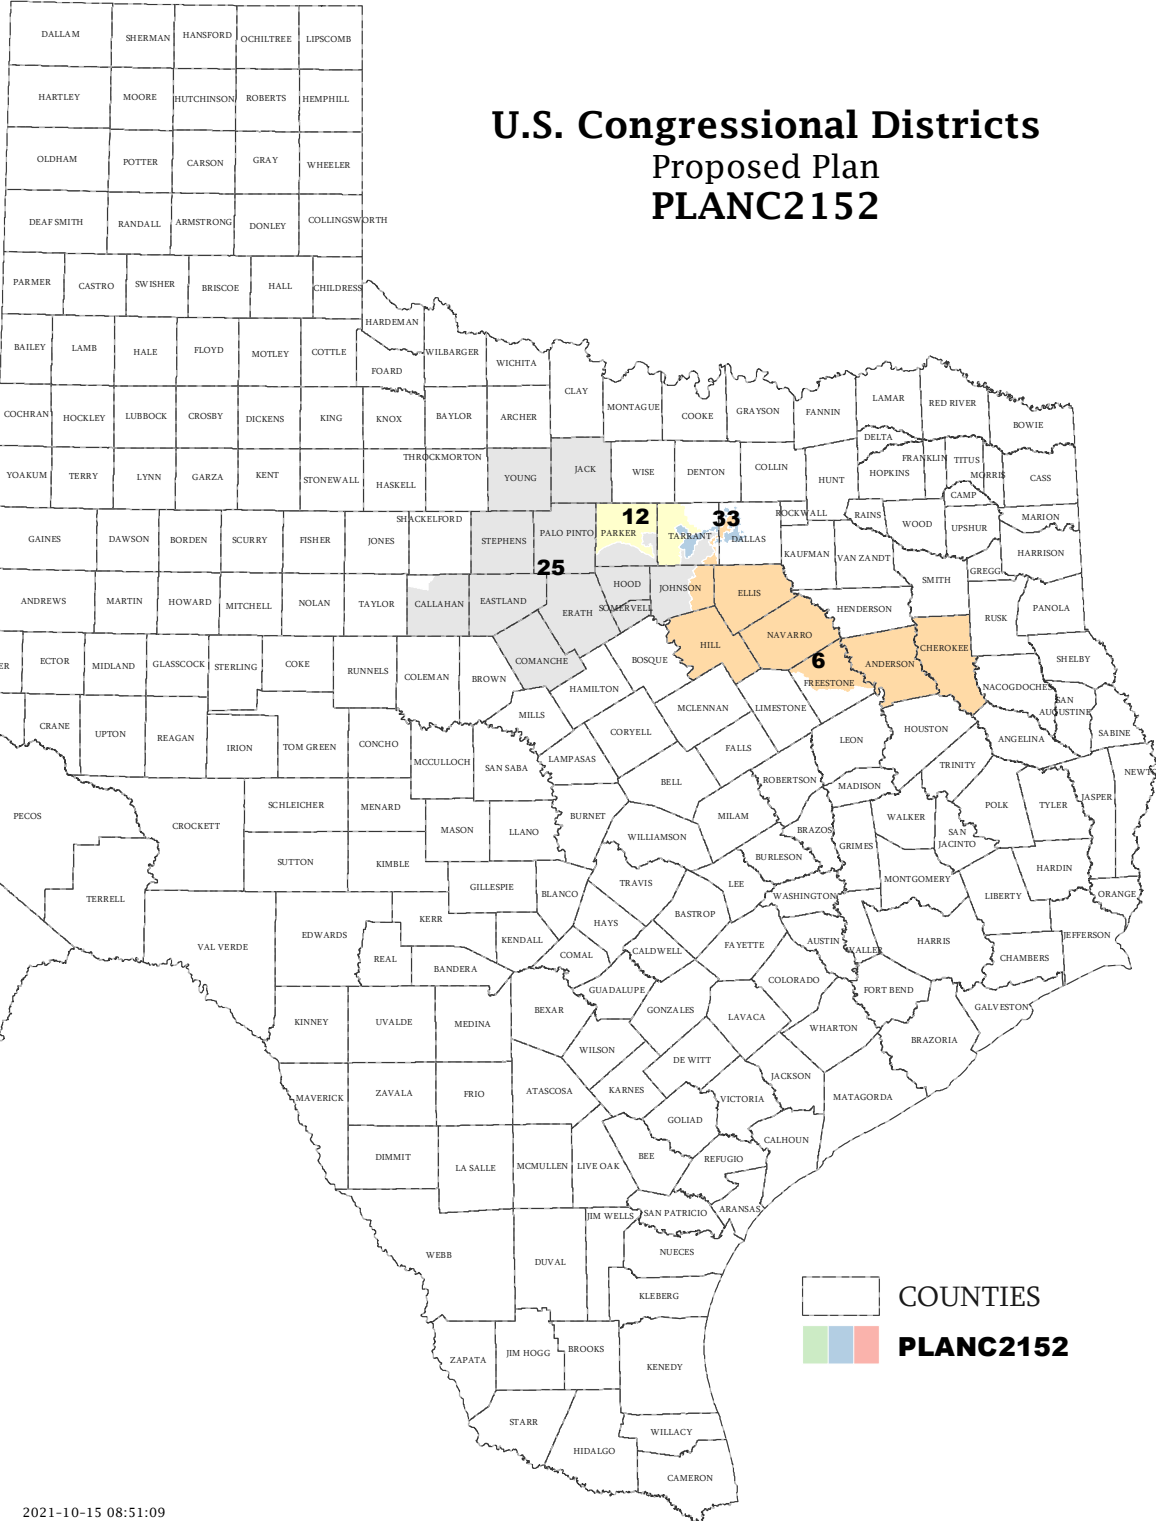 U.S. Congressional Districts
Proposed Plan
PLANC2152
DALLAM SHERMAN HANSFORD OCHILTREE LIPSCOMB
HARTLEY MOORE HUTCHINSON ROBERTS HEMPHILL
OLDHAM POTTER CARSON GRAY WHEELER
DEAF SMITH RANDALL ARMSTRONG DONLEY COLLINGSWORTH
PARMER CASTRO SWISHER BRISCOE HALL CHILDRESS
HARDEMAN
BAILEY LAMB HALE FLOYD MOTLEY COTTLE FOARD WILBARGER WICHITA CLAY
COCHRAN HOCKLEY LUBBOCK CROSBY DICKENS KING KNOX BAYLOR ARCHER MONTAGUE COOKE GRAYSON FANNIN LAMAR RED RIVER BOWIE
DELTA FRANKLIN TITUS MORRIS
YOAKUM TERRY LYNN GARZA KENT STONEWALL HASKELL THROCKMORTON YOUNG JACK WISE DENTON COLLIN HUNT HOPKINS CASS
CAMP
12 33
GAINES DAWSON BORDEN SCURRY FISHER JONES SHACKELFORD STEPHENS PALO PINTO PARKER TARRANT DALLAS ROCKWALL RAINS WOOD UPSHUR MARION
KAUFMAN VAN ZANDT HARRISON
25
GREGG
ANDREWS MARTIN HOWARD MITCHELL NOLAN TAYLOR CALLAHAN EASTLAND ERATH HOOD SOMERVELL JOHNSON ELLIS HENDERSON SMITH RUSK PANOLA
ER ECTOR MIDLAND GLASSCOCK STERLING COKE RUNNELS COLEMAN BROWN COMANCHE BOSQUE HILL NAVARRO ANDERSON CHEROKEE SHELBY
6
HAMILTON FREESTONE NACOGDOCHES
SAN
AUGUSTINE
CRANE UPTON REAGAN IRION TOM GREEN CONCHO MCCULLOCH SAN SABA MILLS LAMPASAS CORYELL MCLENNAN LIMESTONE FALLS LEON HOUSTON ANGELINA SABINE
PECOS CROCKETT SCHLEICHER MENARD MASON LLANO BURNET BELL MILAM ROBERTSON MADISON TRINITY POLK TYLER JASPER NEWT
SUTTON KIMBLE WILLIAMSON BRAZOS GRIMES WALKER
SAN
JACINTO
TERRELL GILLESPIE BLANCO TRAVIS LEE BURLESON WASHINGTON MONTGOMERY LIBERTY HARDIN ORANGE
VAL VERDE EDWARDS KERR REAL BANDERA KENDALL COMAL HAYS CALDWELL BASTROP FAYETTE AUSTIN WALLER HARRIS CHAMBERS JEFFERSON
KINNEY UVALDE MEDINA BEXAR GUADALUPE GONZALES LAVACA COLORADO WHARTON FORT BEND GALVESTON
BRAZORIA
MAVERICK ZAVALA FRIO ATASCOSA WILSON KARNES DE WITT VICTORIA JACKSON MATAGORDA
GOLIAD CALHOUN
DIMMIT LA SALLE MCMULLEN LIVE OAK BEE REFUGIO
JIM WELLS SAN PATRICIO ARANSAS
WEBB DUVAL NUECES
KLEBERG
ZAPATA JIM HOGG BROOKS KENEDY
STARR HIDALGO WILLACY
CAMERON
COUNTIES
PLANC2152
2021-10-15 08:51:09